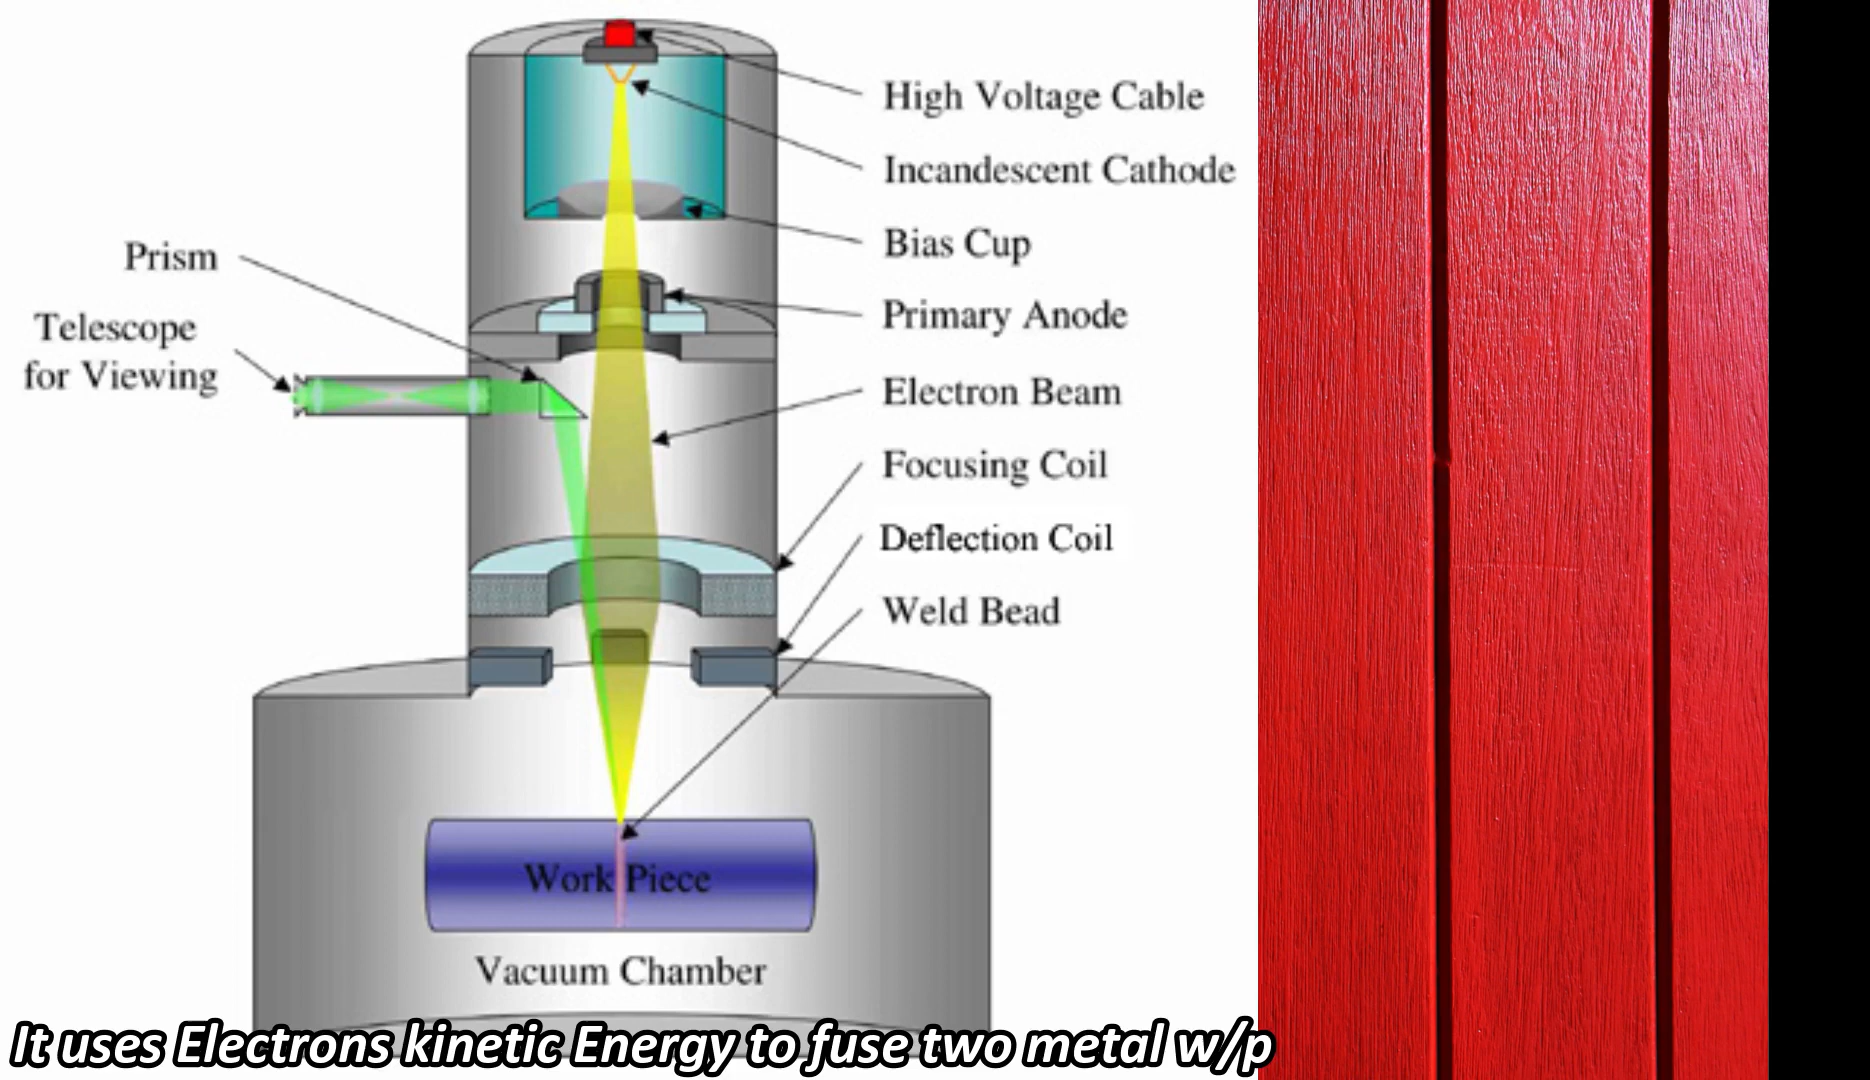 High Voltage Cable
Incandescent Cathode
Bias Cup
Prism
Primary Anode
Telescope
for Viewing
Electron Beam
Focusing Coil
Deflection Coil
Weld Bead
Work Piece
Vacuum Chamber
It uses Electrons kinetic Energy to fuse two metal w/p